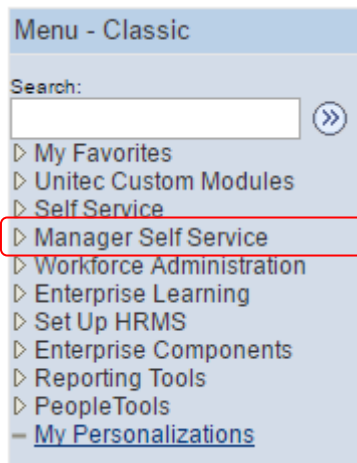 Menu - Classic
Search:
My Favorites
Unitec Custom Modules
Self Service
Manager Self Service
Workforce Administration
Enterprise Learning
Set Up HRMS
Enterprise Components
Reporting Tools
PeopleTools
My Personalizations